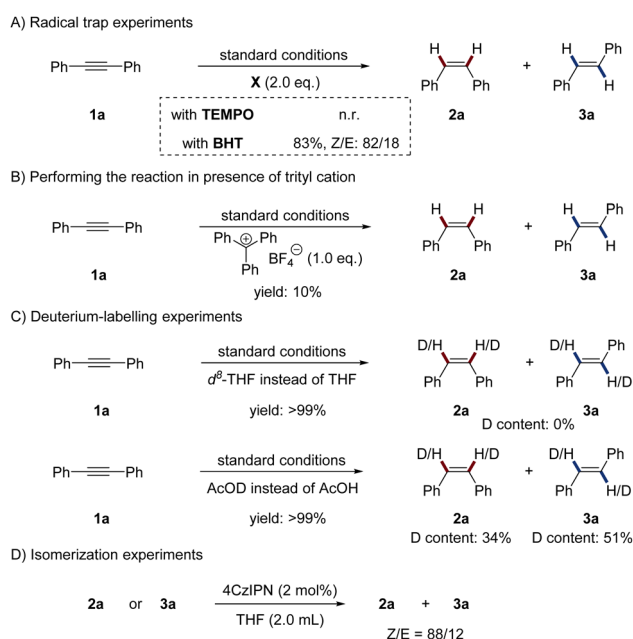 A) Radical trap experiments
Ph Ph standard conditions X (2.0 eq.) H H Ph Ph + H Ph Ph H
1a 2a 3a
with TEMPO n.r.
with BHT 83%, Z/E: 82/18
B) Performing the reaction in presence of trityl cation
Ph Ph standard conditions H H Ph Ph + H Ph Ph H
Ph ⊕ Ph Ph BF4⊖ (1.0 eq.)
1a 2a 3a
yield: 10%
C) Deuterium-labelling experiments
Ph Ph standard conditions D/H H/D Ph Ph + D/H Ph Ph H/D
d8-THF instead of THF
1a yield: >99% 2a 3a
D content: 0%
Ph Ph standard conditions D/H H/D Ph Ph + D/H Ph Ph H/D
AcOD instead of AcOH
1a yield: >99% 2a 3a
D content: 34% D content: 51%
D) Isomerization experiments
2a or 3a 4CzIPN (2 mol%) 2a + 3a
THF (2.0 mL)
Z/E = 88/12